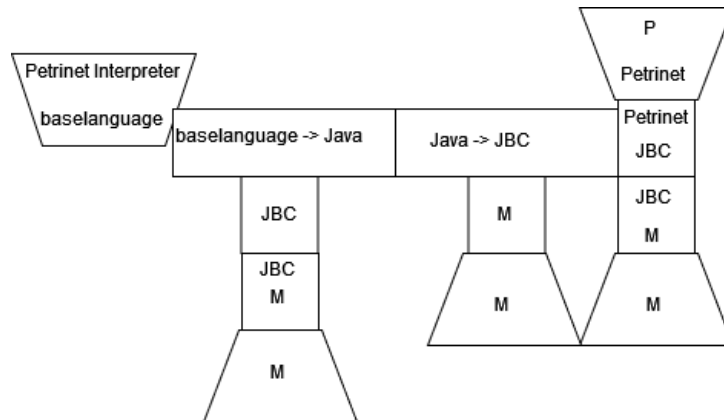 P
Petrinet Interpreter
Petrinet
baselanguage
Petrinet
baselanguage -> Java
Java -> JBC
JBC
JBC
JBC
M
M
JBC
M
M
M
M